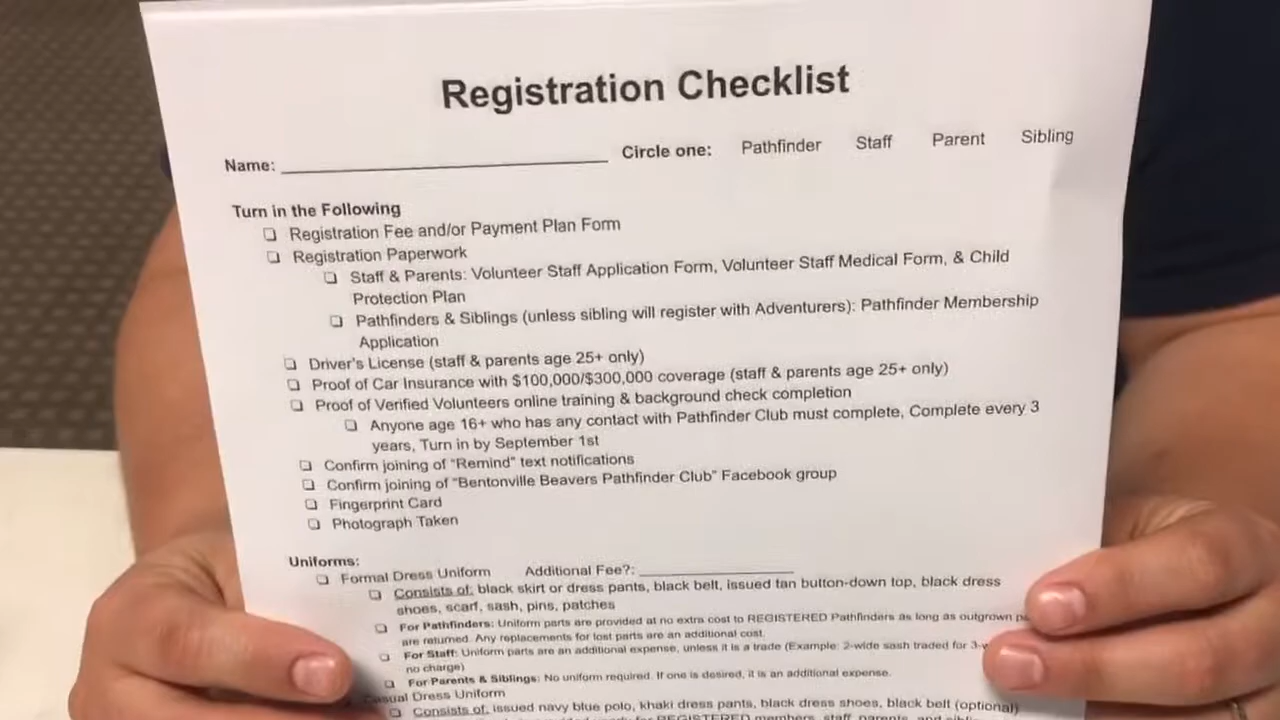 Registration Checklist
Name: Circle one: Pathfinder Staff Parent Sibling
Turn in the Following
Registration Fee and/or Payment Plan Form
Registration Paperwork
Staff & Parents: Volunteer Staff Application Form, Volunteer Staff Medical Form, & Child
Protection Plan
Pathfinders & Siblings (unless sibling will register with Adventurers): Pathfinder Membership
Application
Driver's License (staff & parents age 25+ only)
Proof of Car Insurance with $100,000/$300,000 coverage (staff & parents age 25+ only)
Proof of Verified Volunteers online training & background check completion
Anyone age 16+ who has any contact with Pathfinder Club must complete, Complete every 3
years, Turn in by September 1st
Confirm joining of "Remind" text notifications
Confirm joining of "Bentonville Beavers Pathfinder Club" Facebook group
Fingerprint Card
Photograph Taken
Uniforms:
Formal Dress Uniform Additional Fee?:
Consists of: black skirt or dress pants, black belt, issued tan button-down top, black dress
shoes, scarf, sash, pins, patches
For Pathfinders: Uniform parts are provided at no extra cost to REGISTERED Pathfinders as long as outgrown
are returned. Any replacements for lost parts are an additional cost.
For Staff: Uniform parts are an additional expense, unless it is a trade (Example: 2-wide sash traded for
no charge)
For Parents & Siblings: No uniform required. If one is desired, it is an additional expense.
Casual Dress Uniform
Consists of: issued navy blue polo, khaki dress pants, black dress shoes, black belt (optional)
for REGISTERED members, staff, parents, and